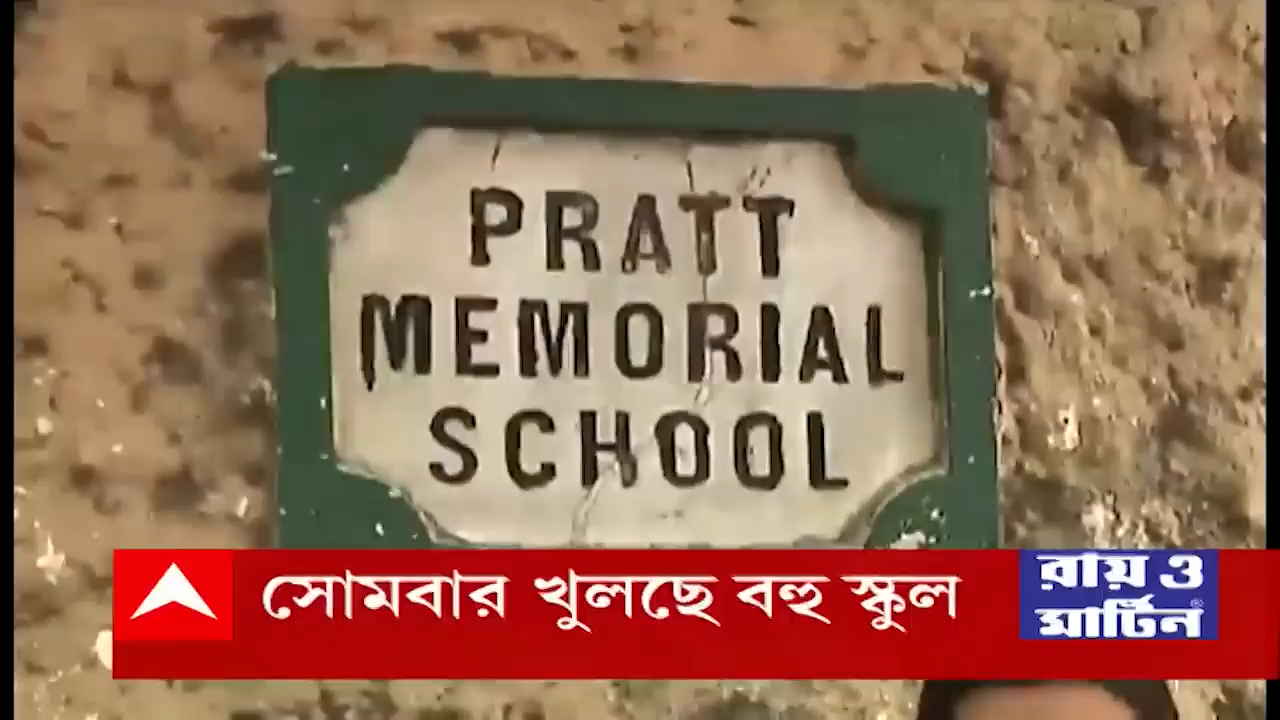 PRATT
MEMORIAL
SCHOOL
সোমবার খুলছে বহু স্কুল
রায় ও
মার্টিন®